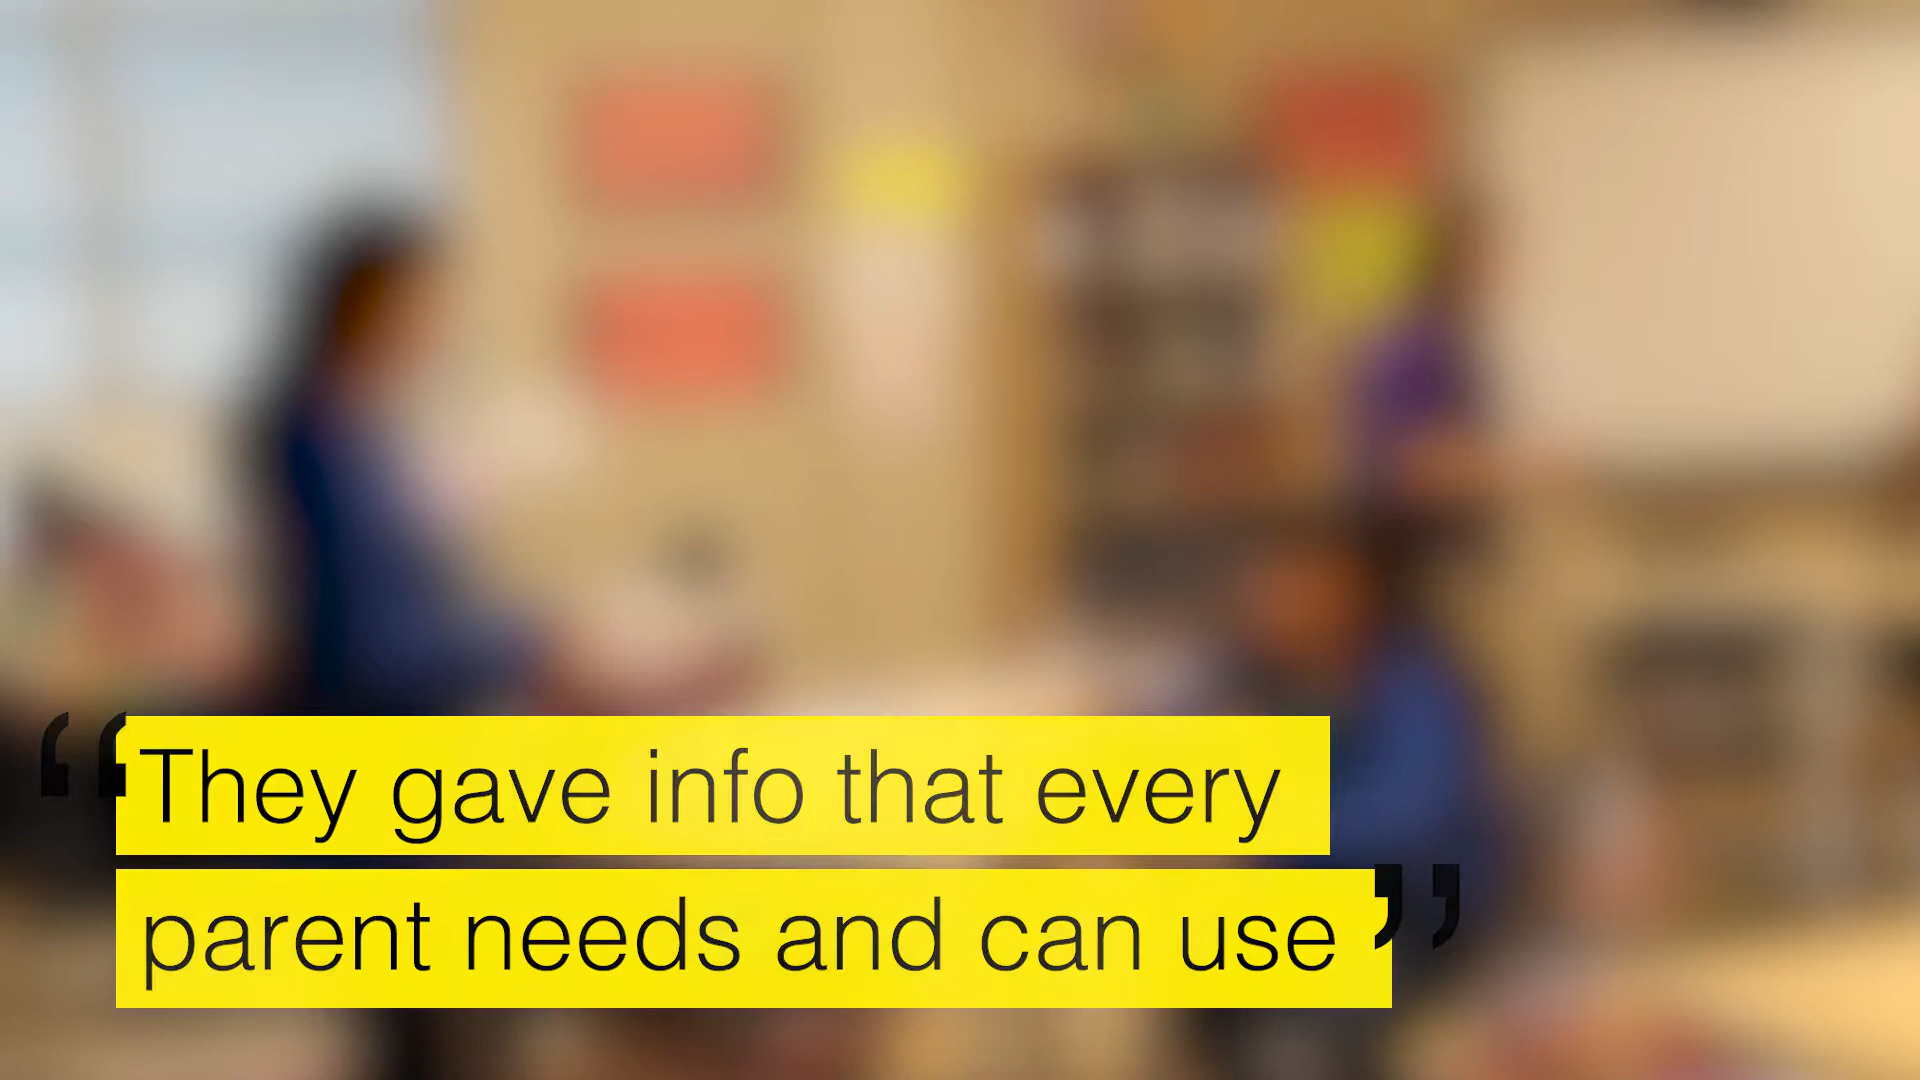 “They gave info that every
parent needs and can use”